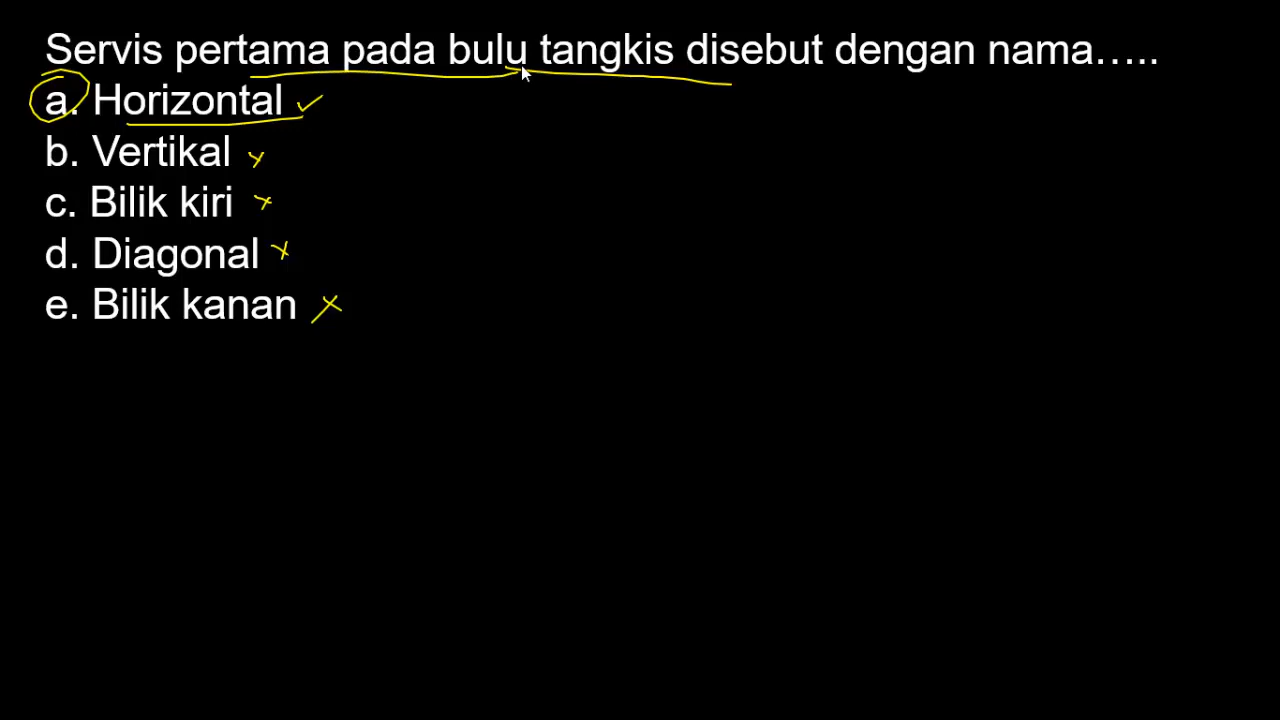 Servis pertama pada bulu tangkis disebut dengan nama…..
a. Horizontal
b. Vertikal
c. Bilik kiri
d. Diagonal
e. Bilik kanan